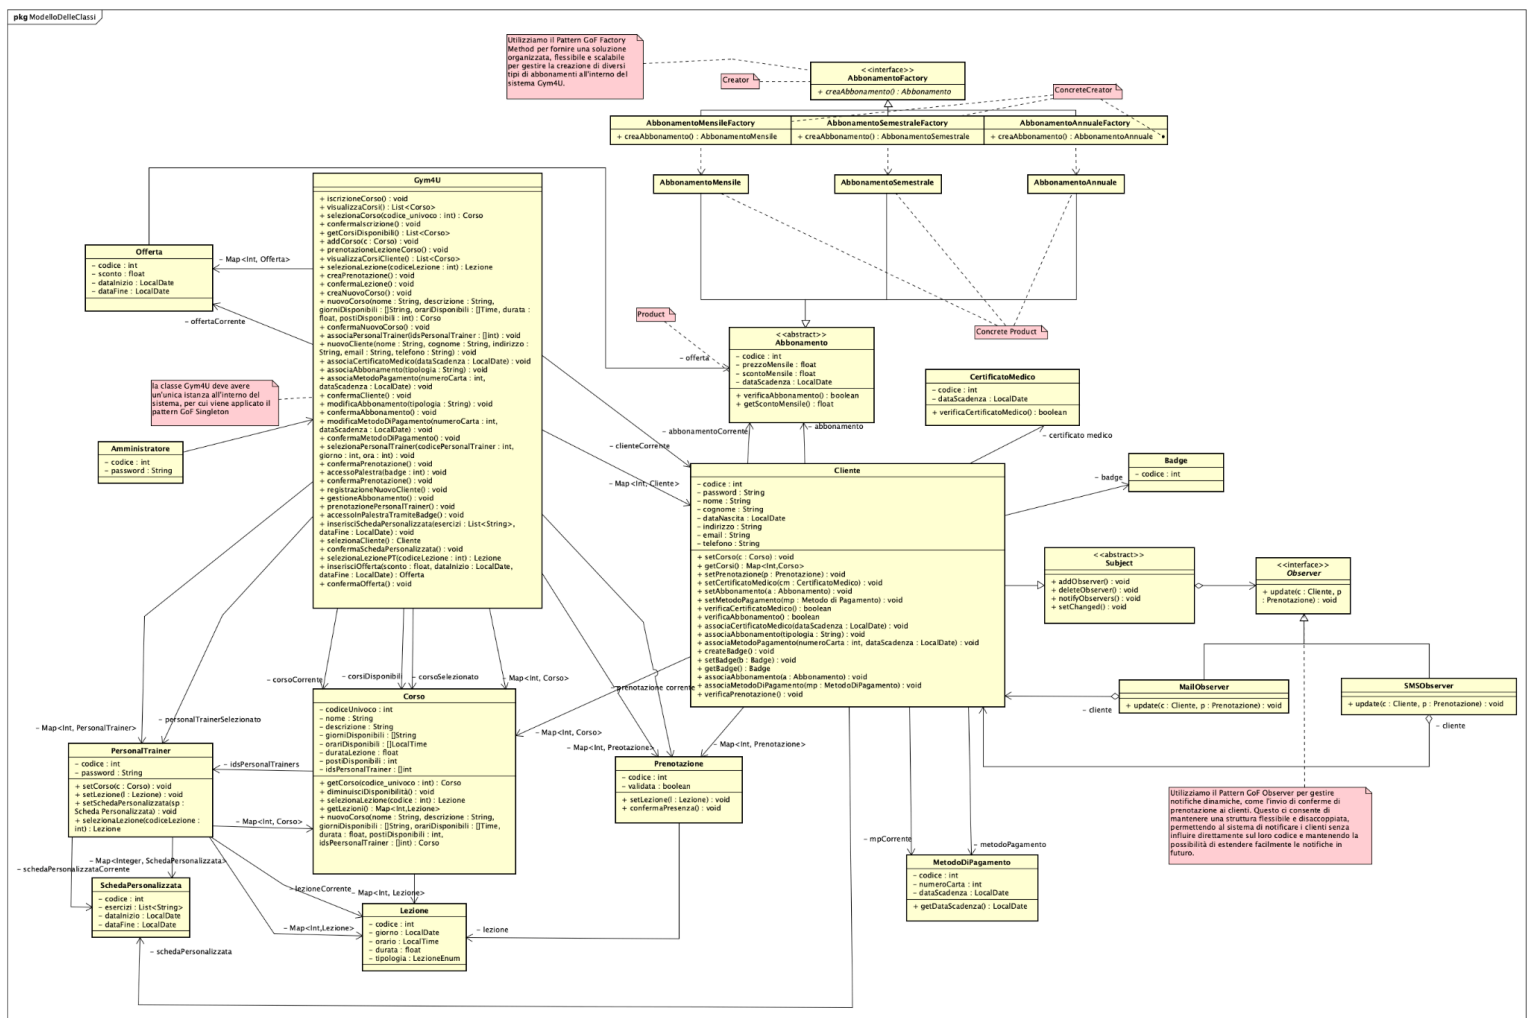 pkg ModelloDelleClassi
Utilizziamo il Pattern GoF Factory
Method per fornire una soluzione
organizzata, flessibile e scalabile
per gestire la creazione di diversi
tipi di abbonamenti all'interno del
sistema Gym4U.
Creator
<<interface>>
AbbonamentoFactory
+ creaAbbonamento() : Abbonamento
ConcreteCreator
AbbonamentoMensileFactory
+ creaAbbonamento() : AbbonamentoMensile
AbbonamentoSemestraleFactory
+ creaAbbonamento() : AbbonamentoSemestrale
AbbonamentoAnnualeFactory
+ creaAbbonamento() : AbbonamentoAnnuale
AbbonamentoMensile
AbbonamentoSemestrale
AbbonamentoAnnuale
Gym4U
+ iscrizioneCorso() : void
+ visualizzaCorsi() : List<Corso>
+ selezionaCorso(codice_univoco : int) : Corso
+ confermaIscrizione() : void
+ getCorsiDisponibili() : List<Corso>
+ addCorso(c : Corso) : void
+ prenotazioneLezioneCorso() : void
+ visualizzaCorsiCliente() : List<Corso>
+ selezionaLezione(codiceLezione : int) : Lezione
+ creaPrenotazione() : void
+ confermaLezione() : void
+ creaNuovoCorso() : void
+ nuovoCorso(nome : String, descrizione : String,
giorniDisponibili : []String, orariDisponibili : []Time, durata :
float, postiDisponibili : int) : Corso
+ confermaNuovoCorso() : void
+ associaPersonalTrainer(idsPersonalTrainer : []int) : void
+ nuovoCliente(nome : String, cognome : String, indirizzo :
String, email : String, telefono : String) : void
+ associaCertificatoMedico(dataScadenza : LocalDate) : void
+ associaAbbonamento(tipologia : String) : void
+ associaMetodoPagamento(numeroCarta : int,
dataScadenza : LocalDate) : void
+ confermaCliente() : void
+ modificaAbbonamento(tipologia : String) : void
+ confermaAbbonamento() : void
+ modificaMetodoDiPagamento(numeroCarta : int,
dataScadenza : LocalDate) : void
+ confermaMetodoDiPagamento() : void
+ selezionaPersonalTrainer(codicePersonalTrainer : int,
giorno : int, ora : int) : void
+ confermaPrenotazione() : void
+ accessoPalestra(badge : int) : void
+ confermaPrenotazione() : void
+ registrazioneNuovoCliente() : void
+ gestioneAbbonamento() : void
+ prenotazionePersonalTrainer() : void
+ accessoInPalestraTramiteBadge() : void
+ inserisciSchedaPersonalizzata(esercizi : List<String>,
dataFine : LocalDate) : void
+ selezionaCliente() : Cliente
+ confermaSchedaPersonalizzata() : void
+ selezionaLezionePT(codiceLezione : int) : Lezione
+ inserisciOfferta(sconto : float, dataInizio : LocalDate,
dataFine : LocalDate) : Offerta
+ confermaOfferta() : void
Offerta
- codice : int
- sconto : float
- dataInizio : LocalDate
- dataFine : LocalDate
- Map<Int, Offerta>
- offertaCorrente
- offerta
Product
Concrete Product
<<abstract>>
Abbonamento
- codice : int
- prezzoMensile : float
- scontoMensile : float
- dataScadenza : LocalDate
+ verificaAbbonamento() : boolean
+ getScontoMensile() : float
la classe Gym4U deve avere
un'unica istanza all'interno del
sistema, per cui viene applicato il
pattern GoF Singleton
Amministratore
- codice : int
- password : String
CertificatoMedico
- codice : int
- dataScadenza : LocalDate
+ verificaCertificatoMedico() : boolean
- abbonamentoCorrente
- abbonamento
- certificato medico
- clienteCorrente
- Map<Int, Cliente>
Badge
- codice : int
- badge
Cliente
- codice : int
- password : String
- nome : String
- cognome : String
- dataNascita : LocalDate
- indirizzo : String
- email : String
- telefono : String
+ setCorso(c : Corso) : void
+ getCorsi() : Map<Int,Corso>
+ setPrenotazione(p : Prenotazione) : void
+ setCertificatoMedico(cm : CertificatoMedico) : void
+ setAbbonamento(a : Abbonamento) : void
+ setMetodoPagamento(mp : Metodo di Pagamento) : void
+ verificaCertificatoMedico() : boolean
+ verificaAbbonamento() : boolean
+ associaCertificatoMedico(dataScadenza : LocalDate) : void
+ associaAbbonamento(tipologia : String) : void
+ associaMetodoPagamento(numeroCarta : int, dataScadenza : LocalDate) : void
+ createBadge() : void
+ setBadge(b : Badge) : void
+ getBadge() : Badge
+ associaAbbonamento(a : Abbonamento) : void
+ associaMetodoDiPagamento(mp : MetodoDiPagamento) : void
+ verificaPrenotazione() : void
<<abstract>>
Subject
+ addObserver() : void
+ deleteObserver() : void
+ notifyObservers() : void
+ setChanged() : void
<<interface>>
Observer
+ update(c : Cliente, p
: Prenotazione) : void
MailObserver
+ update(c : Cliente, p : Prenotazione) : void
SMSObserver
+ update(c : Cliente, p : Prenotazione) : void
- cliente
- cliente
- corsoCorrente
- corsiDisponibili
- corsoSelezionato
- Map<Int, Corso>
- prenotazione corrente
- Map<Int, PersonalTrainer>
- personalTrainerSelezionato
Corso
- codiceUnivoco : int
- nome : String
- descrizione : String
- giorniDisponibili : []String
- orariDisponibili : []LocalTime
- durataLezione : float
- postiDisponibili : int
- idsPersonalTrainer : []int
+ getCorso(codice_univoco : int) : Corso
+ diminuisciDisponibilità() : void
+ selezionaLezione(codice : int) : Lezione
+ getLezioni() : Map<Int,Lezione>
+ nuovoCorso(nome : String, descrizione : String,
giorniDisponibili : []String, orariDisponibili : []Time,
durata : float, postiDisponibili : int,
idsPeersonalTrainer : []int) : Corso
- Map<Int, Corso>
- Map<Int, Preotazione>
- Map<Int, Prenotazione>
PersonalTrainer
- codice : int
- password : String
+ setCorso(c : Corso) : void
+ setLezione(l : Lezione) : void
+ setSchedaPersonalizzata(sp :
Scheda Personalizzata) : void
+ selezionaLezione(codiceLezione :
int) : Lezione
- idsPersonalTrainers
- Map<Int, Corso>
Prenotazione
- codice : int
- validata : boolean
+ setLezione(l : Lezione) : void
+ confermaPresenza() : void
Utilizziamo il Pattern GoF Observer per gestire
notifiche dinamiche, come l'invio di conferme di
prenotazione ai clienti. Questo ci consente di
mantenere una struttura flessibile e disaccoppiata,
permettendo al sistema di notificare i clienti senza
influire direttamente sul loro codice e mantenendo la
possibilità di estendere facilmente le notifiche in
futuro.
- mpCorrente
- metodoPagamento
MetodoDiPagamento
- codice : int
- numeroCarta : int
- dataScadenza : LocalDate
+ getDataScadenza() : LocalDate
- Map<Integer, SchedaPersonalizzata>
- schedaPersonalizzataCorrente
SchedaPersonalizzata
- codice : int
- esercizi : List<String>
- dataInizio : LocalDate
- dataFine : LocalDate
- lezioneCorrente
- Map<Int, Lezione>
- Map<Int,Lezione>
Lezione
- codice : int
- giorno : LocalDate
- orario : LocalTime
- durata : float
- tipologia : LezioneEnum
- lezione
- schedaPersonalizzata